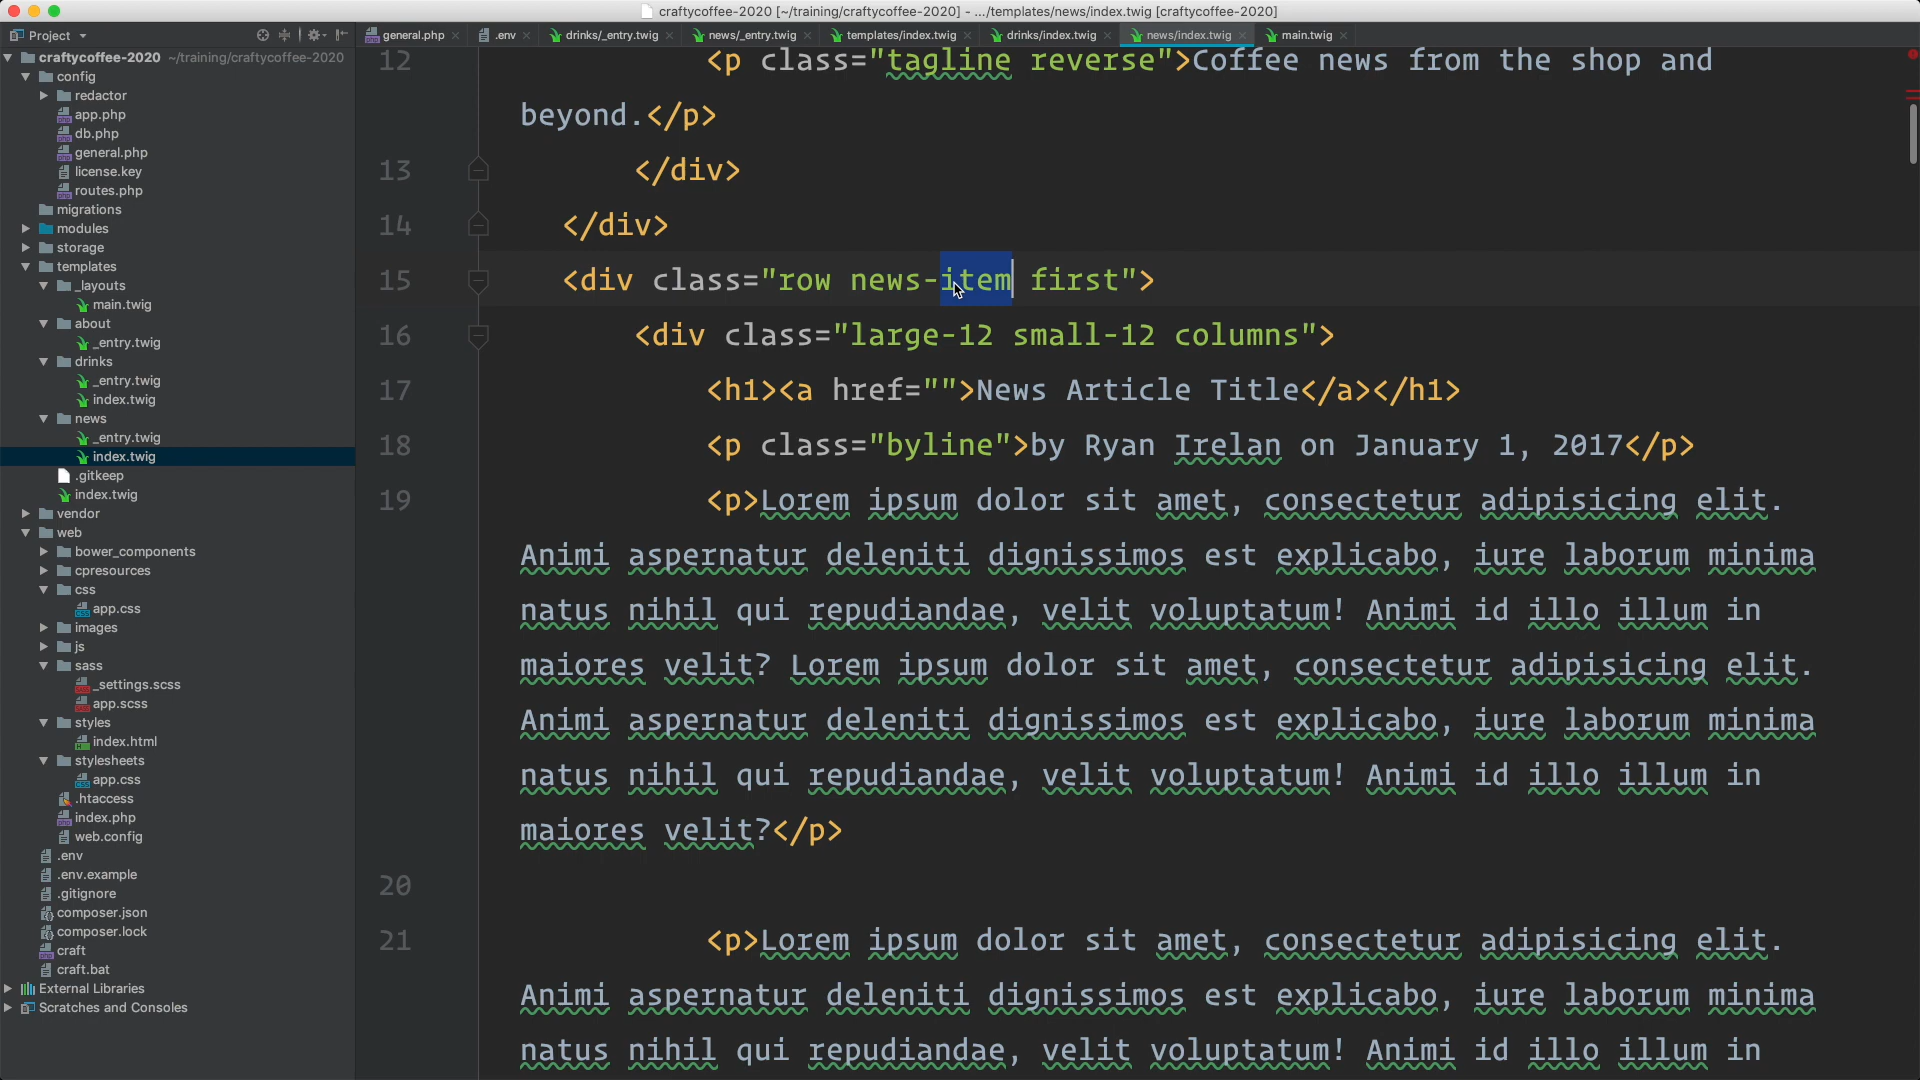 craftycoffee-2020 [~/training/craftycoffee-2020] - .../templates/news/index.twig [craftycoffee-2020]
Project
general.php
.env
drinks/_entry.twig
news/_entry.twig
templates/index.twig
drinks/index.twig
news/index.twig
main.twig
craftycoffee-2020 ~/training/craftycoffee-2020
config
redactor
app.php
db.php
general.php
license.key
routes.php
migrations
modules
storage
templates
_layouts
main.twig
about
_entry.twig
drinks
_entry.twig
index.twig
news
_entry.twig
index.twig
.gitkeep
index.twig
vendor
web
bower_components
cpresources
css
app.css
images
js
sass
_settings.scss
app.scss
styles
index.html
stylesheets
app.css
.htaccess
index.php
web.config
.env
.env.example
.gitignore
composer.json
composer.lock
craft
craft.bat
External Libraries
Scratches and Consoles
12 <p class="tagline reverse">Coffee news from the shop and
beyond.</p>
13 </div>
14 </div>
15 <div class="row news-item first">
16 <div class="large-12 small-12 columns">
17 <h1><a href="">News Article Title</a></h1>
18 <p class="byline">by Ryan Irelan on January 1, 2017</p>
19 <p>Lorem ipsum dolor sit amet, consectetur adipisicing elit.
Animi aspernatur deleniti dignissimos est explicabo, iure laborum minima
natus nihil qui repudiandae, velit voluptatum! Animi id illo illum in
maiores velit? Lorem ipsum dolor sit amet, consectetur adipisicing elit.
Animi aspernatur deleniti dignissimos est explicabo, iure laborum minima
natus nihil qui repudiandae, velit voluptatum! Animi id illo illum in
maiores velit?</p>
20
21 <p>Lorem ipsum dolor sit amet, consectetur adipisicing elit.
Animi aspernatur deleniti dignissimos est explicabo, iure laborum minima
natus nihil qui repudiandae, velit voluptatum! Animi id illo illum in